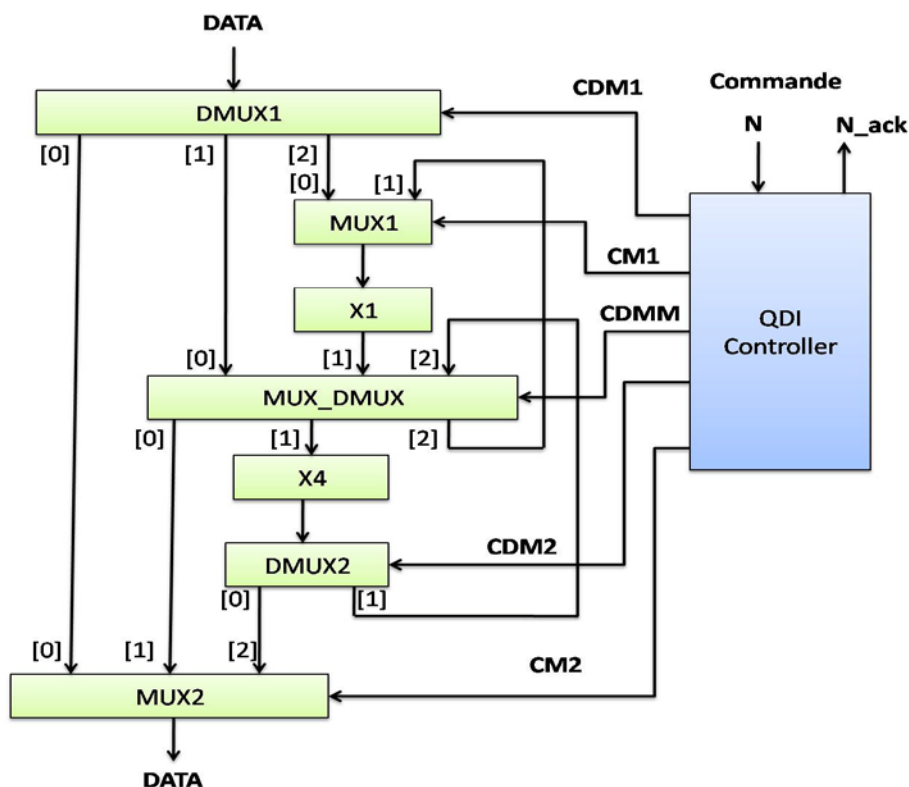 DATA
CDM1
Commande
DMUX1
N
N_ack
[0]
[1]
[2]
[0]
[1]
MUX1
CM1
X1
CDMM
QDI
Controller
[0]
[1]
[2]
MUX_DMUX
[0]
[1]
[2]
X4
CDM2
DMUX2
[0]
[1]
[0]
[1]
[2]
CM2
MUX2
DATA